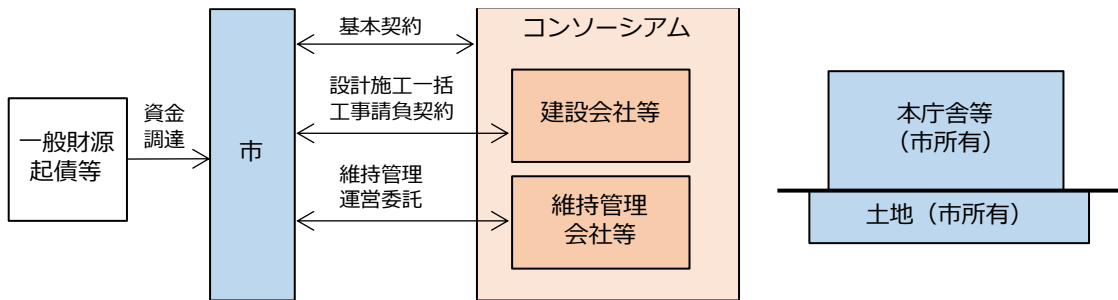 一般財源
起債等
資金
調達
市
基本契約
設計施工一括
工事請負契約
維持管理
運営委託
コンソーシアム
建設会社等
維持管理
会社等
本庁舎等
（市所有）
土地（市所有）